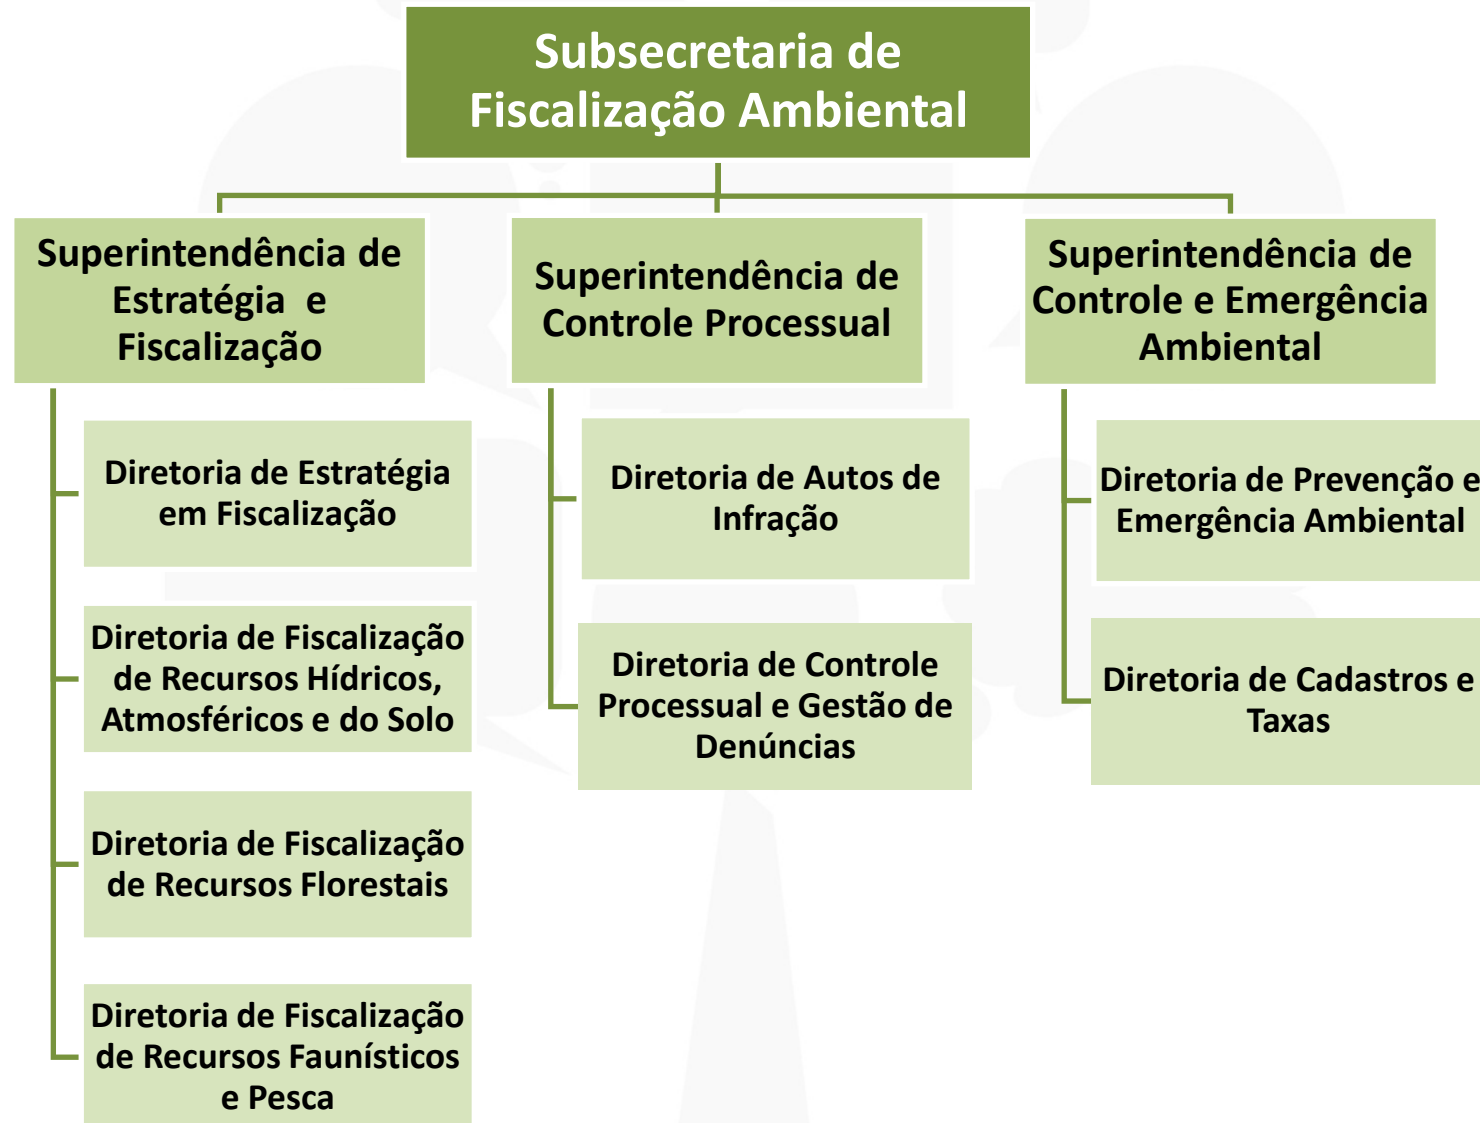 Subsecretaria de
Fiscalização Ambiental
Superintendência de
Estratégia e
Fiscalização
Superintendência de
Controle Processual
Superintendência de
Controle e Emergência
Ambiental
Diretoria de Estratégia
em Fiscalização
Diretoria de Fiscalização
de Recursos Hídricos,
Atmosféricos e do Solo
Diretoria de Fiscalização
de Recursos Florestais
Diretoria de Fiscalização
de Recursos Faunísticos
e Pesca
Diretoria de Autos de
Infração
Diretoria de Controle
Processual e Gestão de
Denúncias
Diretoria de Prevenção e
Emergência Ambiental
Diretoria de Cadastros e
Taxas